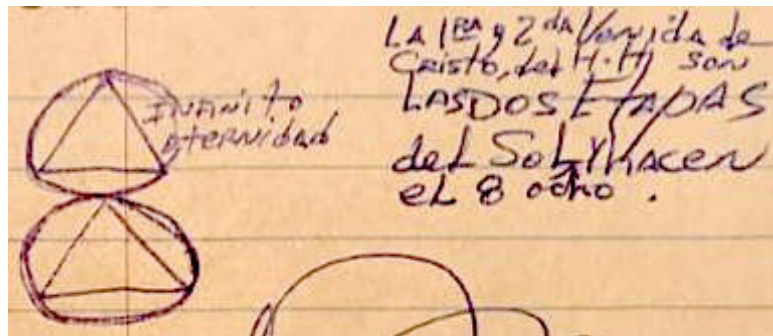 INFINITO
ETERNIDAD
LA 1RA y 2da Venida de
Cristo, del H.H, son
LAS DOS ETAPAS
del SoL Y HACEN
eL 8 ocho.